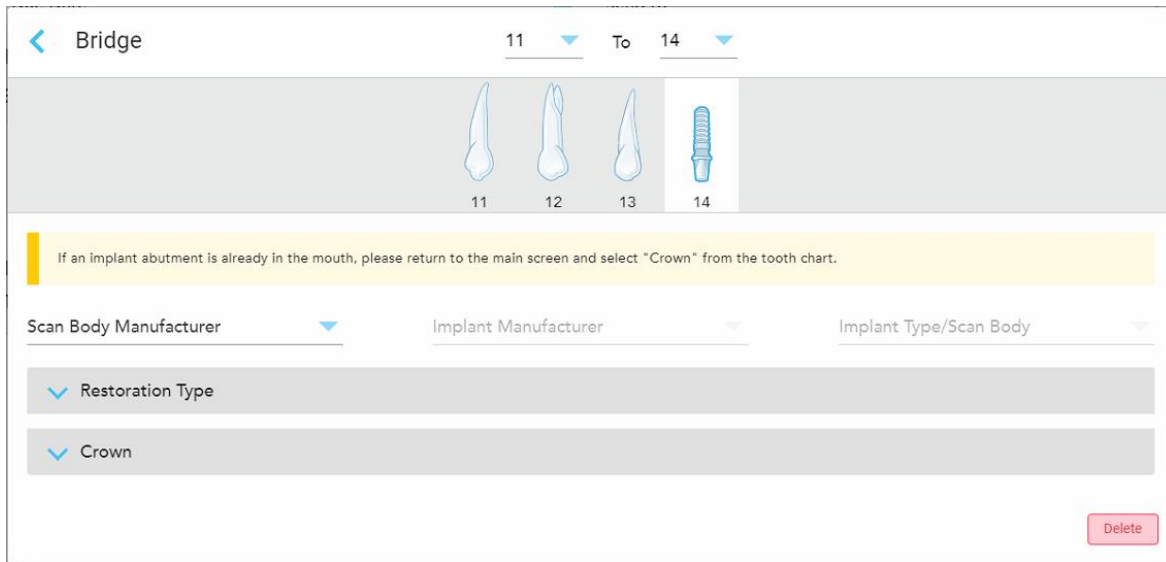 Bridge
11 To 14
11 12 13 14
If an implant abutment is already in the mouth, please return to the main screen and select "Crown" from the tooth chart.
Scan Body Manufacturer Implant Manufacturer Implant Type/Scan Body
Restoration Type
Crown
Delete